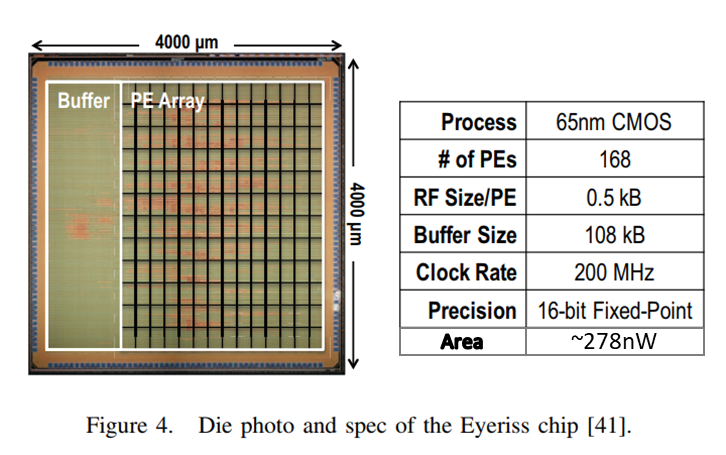 4000 µm
Buffer PE Array
4000 µm
Process 65nm CMOS
# of PEs 168
RF Size/PE 0.5 kB
Buffer Size 108 kB
Clock Rate 200 MHz
Precision 16-bit Fixed-Point
Area ~278nW
Figure 4. Die photo and spec of the Eyeriss chip [41].